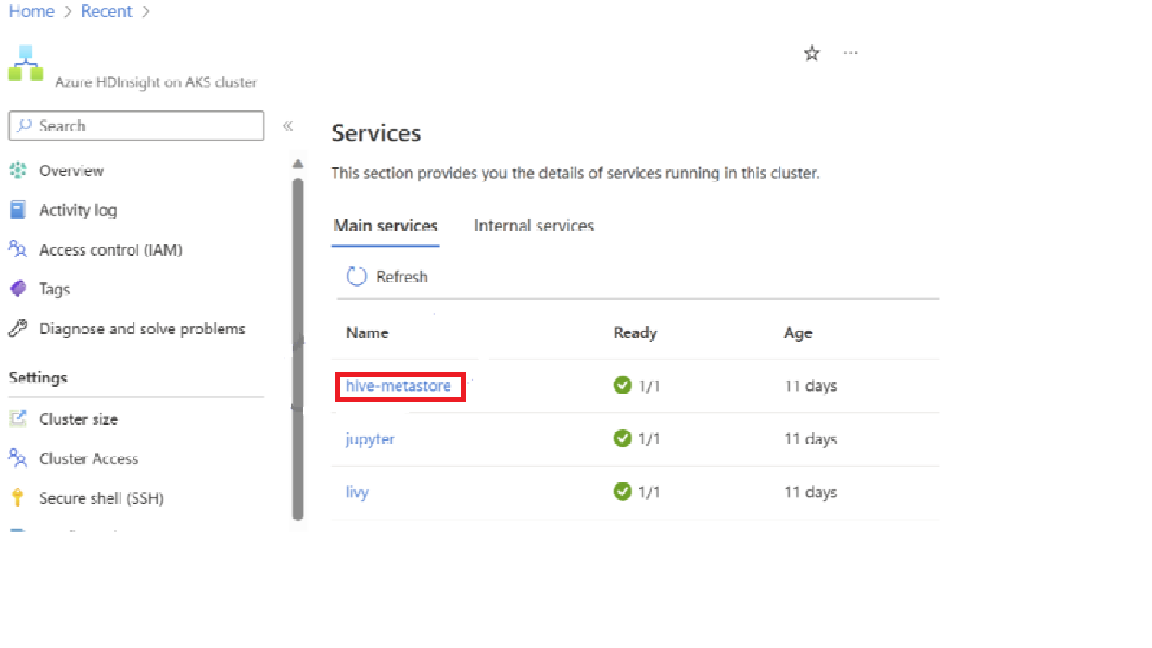 Home > Recent >
Azure HDInsight on AKS cluster
Search
Overview
Activity log
Access control (IAM)
Tags
Diagnose and solve problems
Settings
Cluster size
Cluster Access
Secure shell (SSH)
Services
This section provides you the details of services running in this cluster.
Main services Internal services
Refresh
Name Ready Age
hive-metastore 1/1 11 days
jupyter 1/1 11 days
livy 1/1 11 days